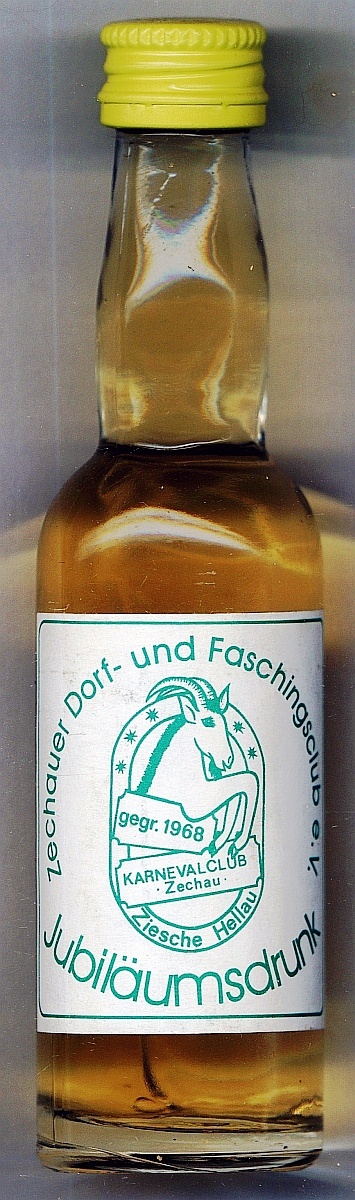 Zechauer Dorf- und Faschingsclub e.V.
gegr. 1968
KARNEVALCLUB
· Zechau ·
Ziesche Hellau
Jubiläumsdrunk